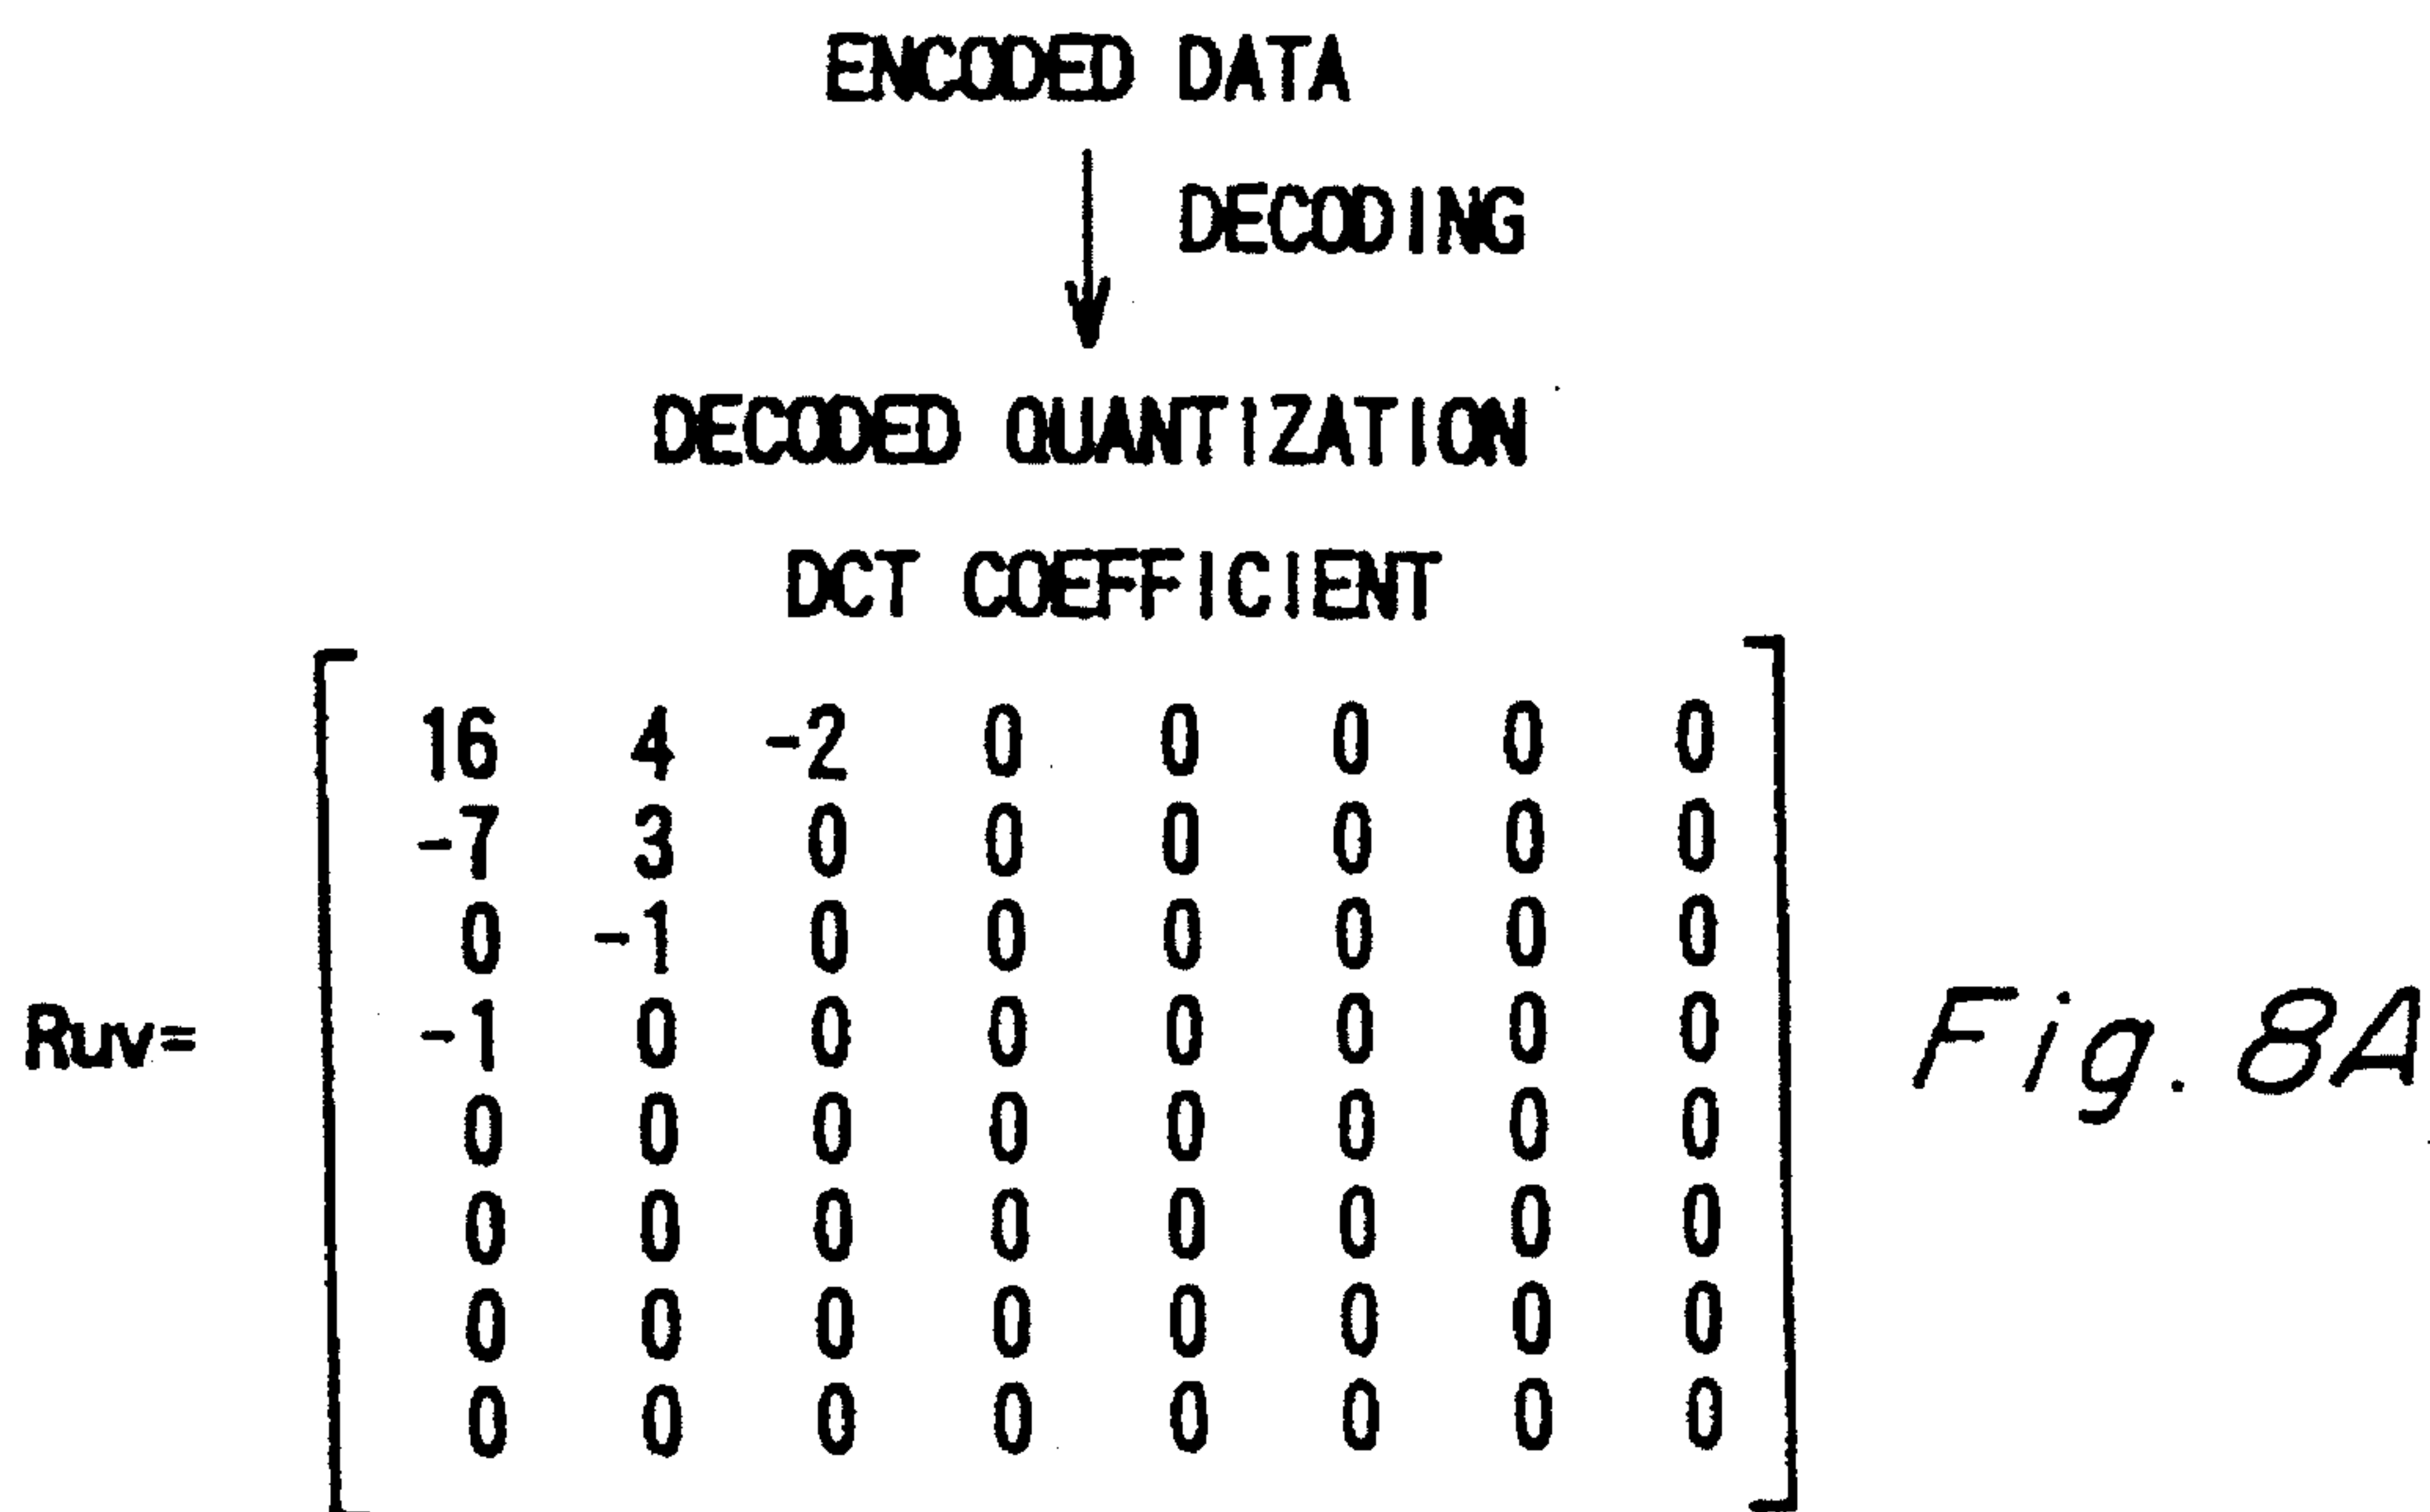 ENCODED DATA
DECODING
DECODED QUANTIZATION
DCT COEFFICIENT
16 4 -2 0 0 0 0 0
-7 3 0 0 0 0 0 0
0 -1 0 0 0 0 0 0
Ruv= -1 0 0 0 0 0 0 0
0 0 0 0 0 0 0 0
0 0 0 0 0 0 0 0
0 0 0 0 0 0 0 0
0 0 0 0 0 0 0 0
Fig. 8A